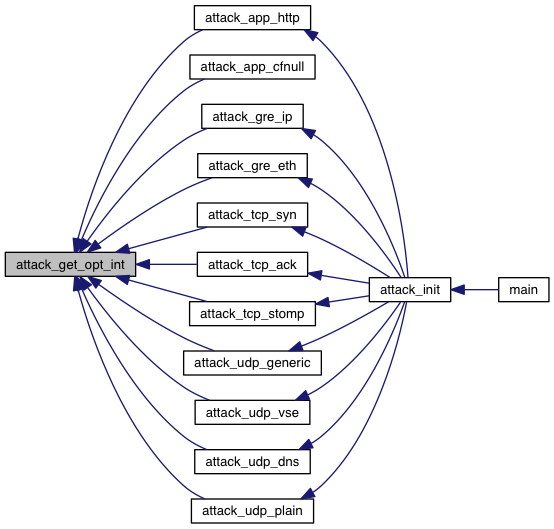 attack_app_http
attack_app_cfnull
attack_gre_ip
attack_gre_eth
attack_tcp_syn
attack_get_opt_int
attack_tcp_ack
attack_init
main
attack_tcp_stomp
attack_udp_generic
attack_udp_vse
attack_udp_dns
attack_udp_plain